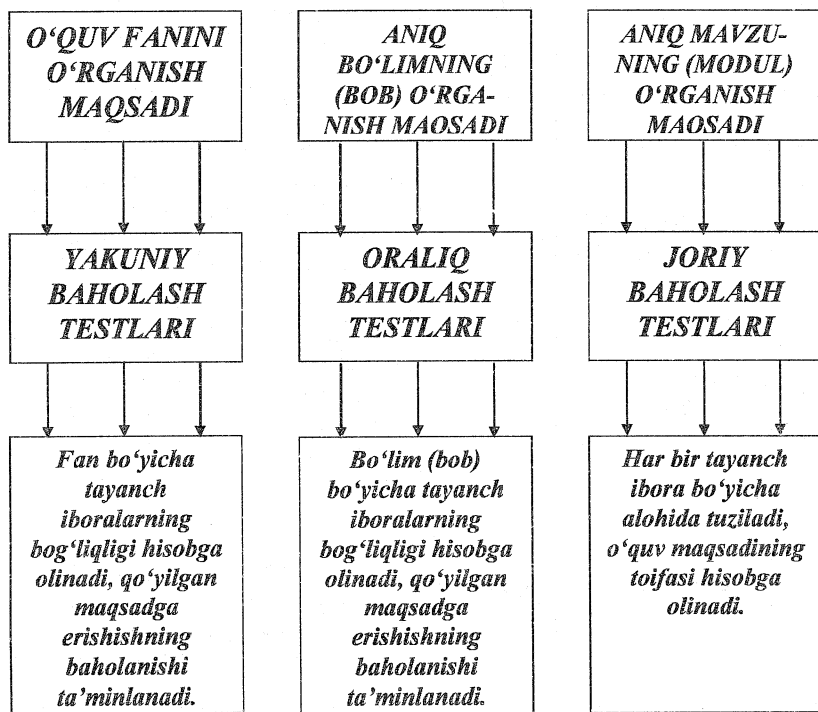 O‘QUV FANINI
O‘RGANISH
MAQSADI
ANIQ
BO‘LIMNING
(BOB) O‘RGA-
NISH MAOSADI
ANIQ MAVZU-
NING (MODUL)
O‘RGANISH
MAOSADI
YAKUNIY
BAHOLASH
TESTLARI
ORALIQ
BAHOLASH
TESTLARI
JORIY
BAHOLASH
TESTLARI
Fan bo‘yicha
tayanch
iboralarning
bog‘liqligi hisobga
olinadi, qo‘yilgan
maqsadga
erishishning
baholanishi
ta’minlanadi.
Bo‘lim (bob)
bo‘yicha tayanch
iboralarning
bog‘liqligi hisobga
olinadi, qo‘yilgan
maqsadga
erishishning
baholanishi
ta’minlanadi.
Har bir tayanch
ibora bo‘yicha
alohida tuziladi,
o‘quv maqsadining
toifasi hisobga
olinadi.